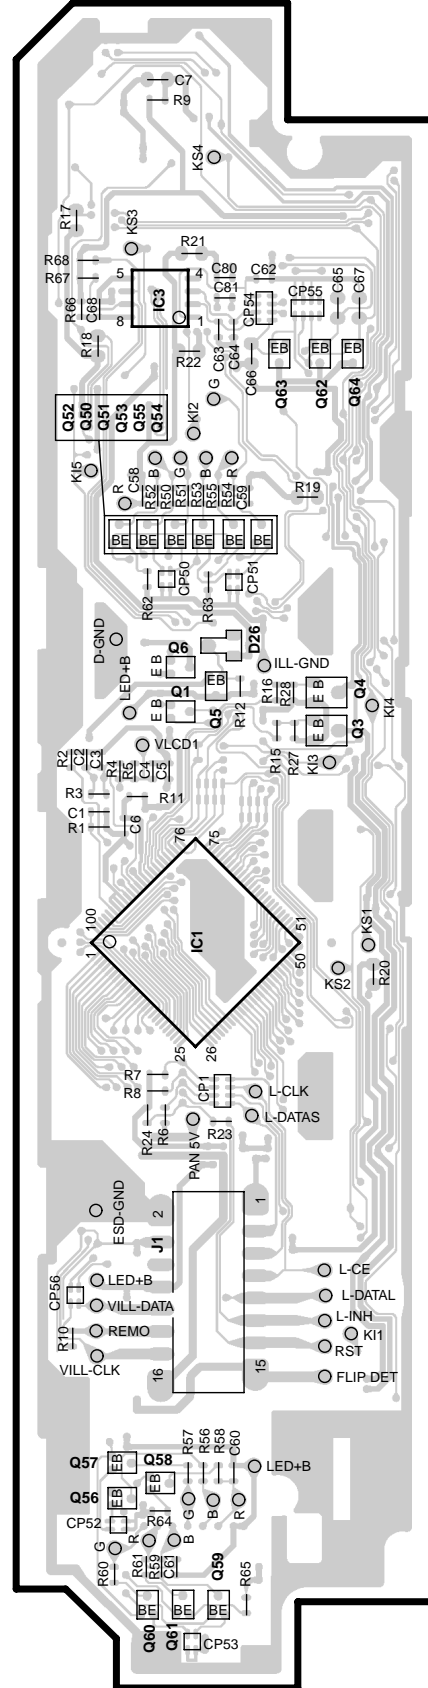 C7
R9
KS4
R17
KS3
R21
R68
R67
5
4
C80
C62
C81
IC3
CP54
CP55
C65
C67
R66
C68
8
1
R18
R22
C63
C64
C66
EB
EB
EB
Q63
Q62
Q64
G
Q52
Q50
Q51
Q53
Q55
Q54
KI2
KI5
B
G
B
R
R
C58
R52
R50
R51
R53
R55
R54
C59
R19
BE
BE
BE
BE
BE
BE
R62
CP50
R63
CP51
D-GND
Q6
D26
EB
ILL-GND
LED+B
Q1
EB
EB
Q5
R12
R16
R28
EB
Q4
KI4
EB
Q3
VLCD1
R15
R27
KI3
R2
C2
C3
R4
R5
C4
C5
R3
R11
C1
R1
C6
76
75
100
1
IC1
51
50
KS1
KS2
R20
25
26
R7
R8
CP1
L-CLK
L-DATAS
R24
R6
PAN 5V
R23
ESD-GND
2
1
J1
CP56
LED+B
VILL-DATA
REMO
R10
VILL-CLK
L-CE
L-DATAL
L-INH
KI1
RST
FLIP DET
16
15
Q57
EB
Q58
EB
R57
R56
R58
C60
LED+B
Q56
EB
CP52
R64
G
B
R
G
R
B
R60
R61
R59
C61
Q59
R65
BE
BE
BE
Q60
Q61
CP53